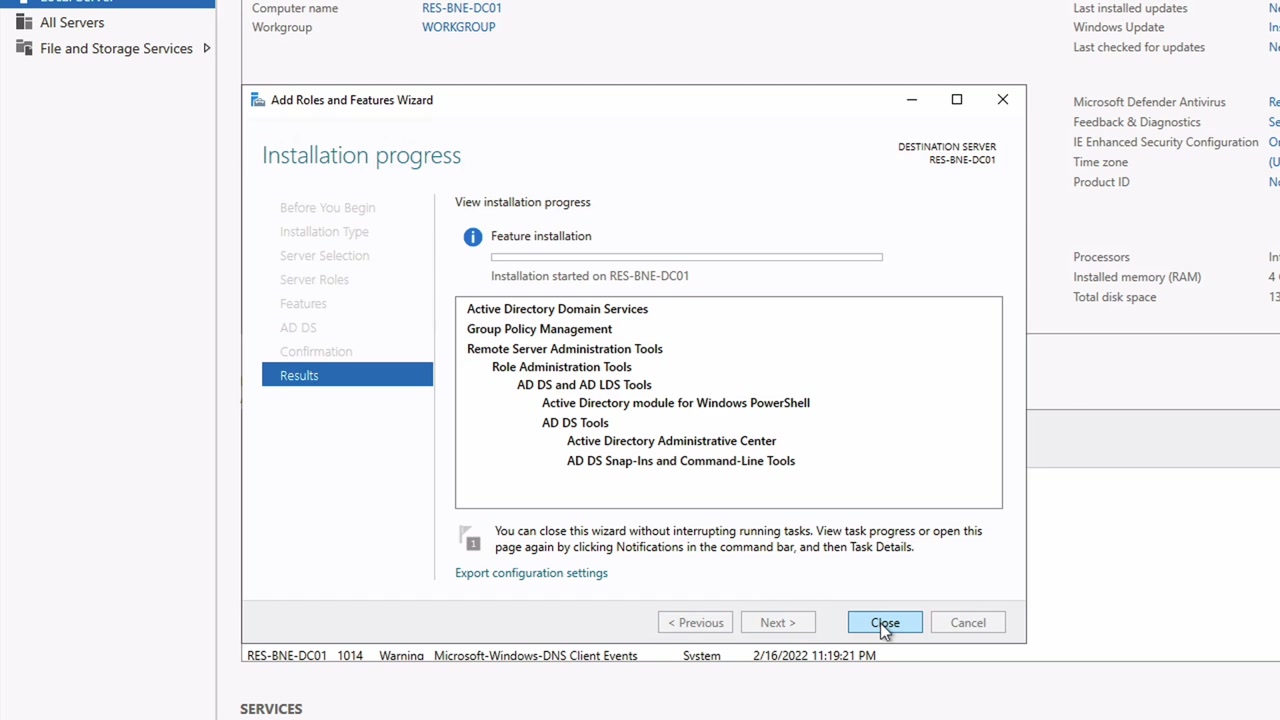 All Servers
File and Storage Services
Computer name RES-BNE-DC01
Workgroup WORKGROUP
Last installed updates
Windows Update
Last checked for updates
Microsoft Defender Antivirus
Feedback & Diagnostics
IE Enhanced Security Configuration
Time zone
Product ID
Processors
Installed memory (RAM)
Total disk space
Add Roles and Features Wizard
Installation progress
DESTINATION SERVER
RES-BNE-DC01
Before You Begin
Installation Type
Server Selection
Server Roles
Features
AD DS
Confirmation
Results
View installation progress
Feature installation
Installation started on RES-BNE-DC01
Active Directory Domain Services
Group Policy Management
Remote Server Administration Tools
Role Administration Tools
AD DS and AD LDS Tools
Active Directory module for Windows PowerShell
AD DS Tools
Active Directory Administrative Center
AD DS Snap-Ins and Command-Line Tools
1
You can close this wizard without interrupting running tasks. View task progress or open this
page again by clicking Notifications in the command bar, and then Task Details.
Export configuration settings
< Previous Next > Close Cancel
RES-BNE-DC01 1014 Warning Microsoft-Windows-DNS Client Events System 2/16/2022 11:19:21 PM
SERVICES